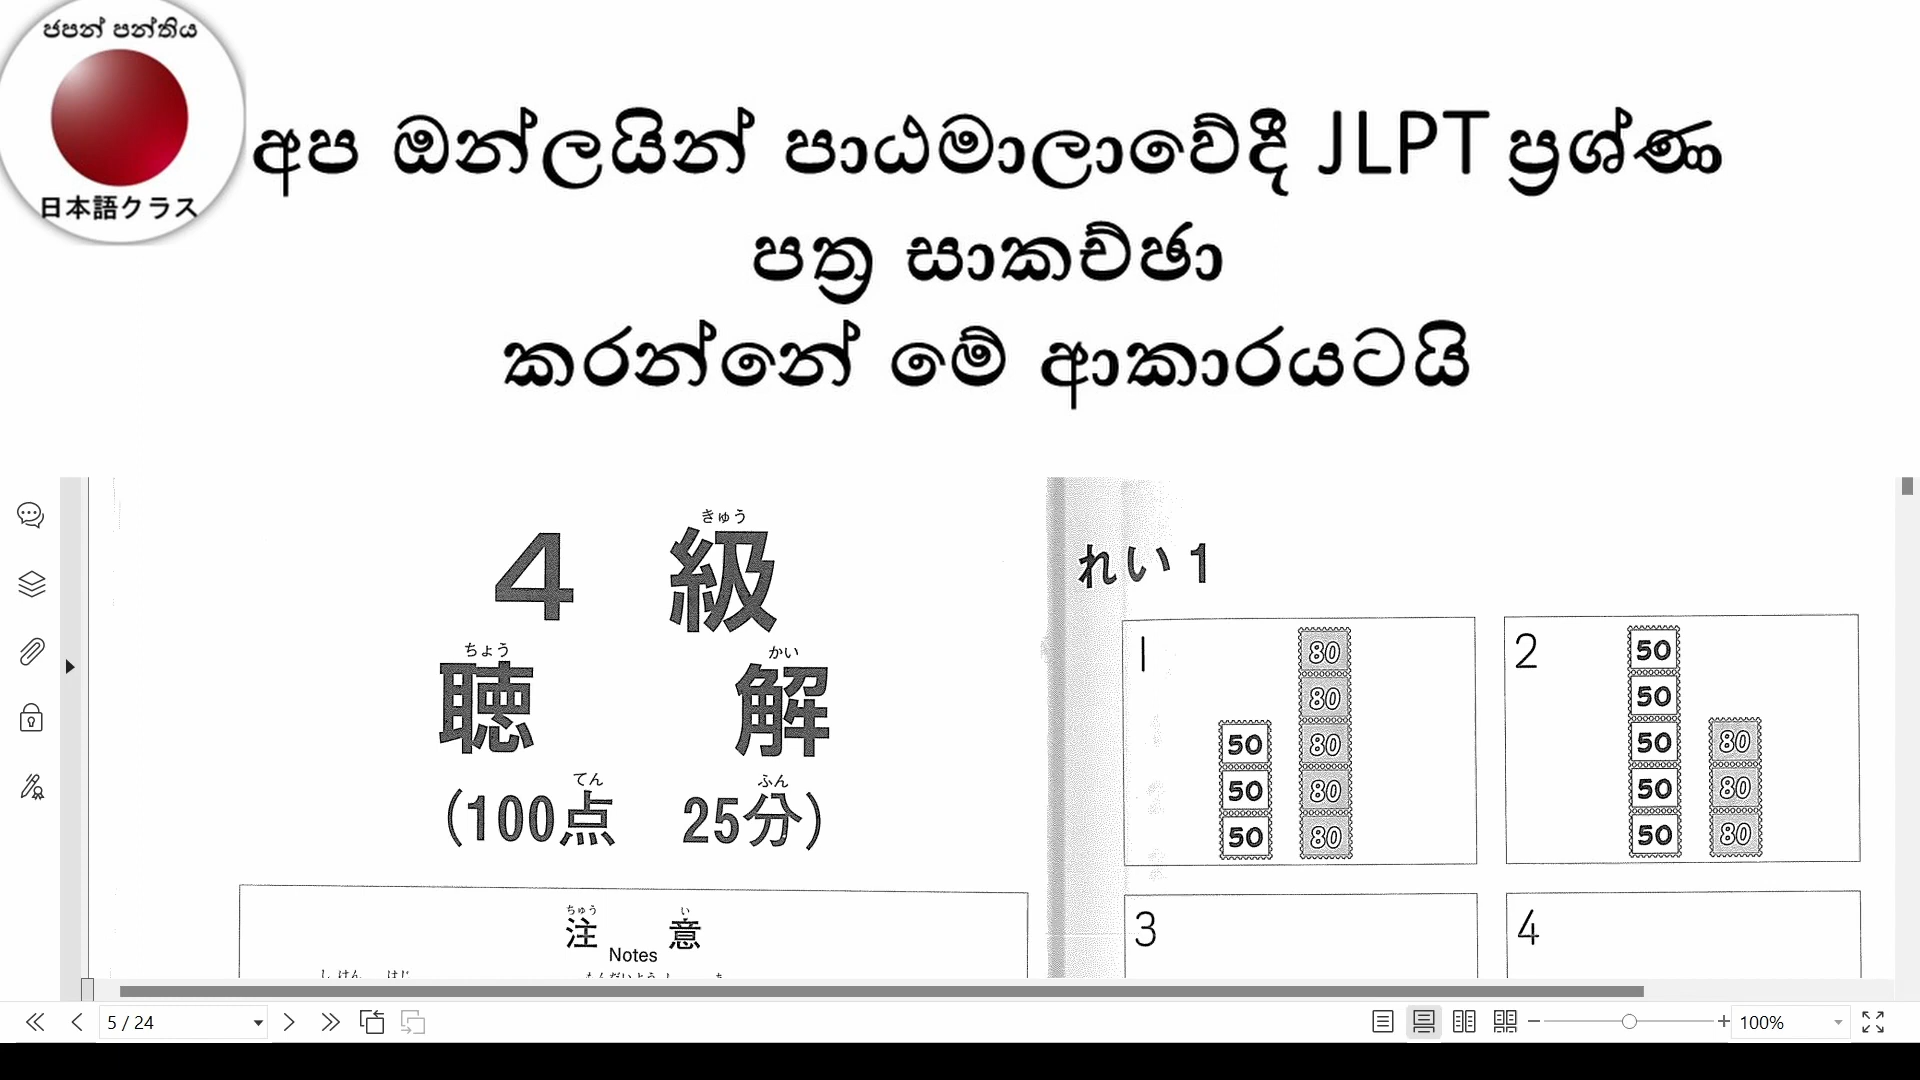 ජපන් පන්තිය
日本語クラス
අප ඔන්ලයින් පාඨමාලාවේදී JLPT ප්‍රශ්ණ
පත්‍ර සාකච්ඡා
කරන්නේ මේ ආකාරයටයි
きゅう
4 級
ちょう かい
聴 解
てん ふん
(100点 25分)
ちゅう い
注 意
Notes
れい 1
1
80
80
50 80
50 80
50 80
2
50
50
50 80
50 80
50 80
3
4
5 / 24
100%